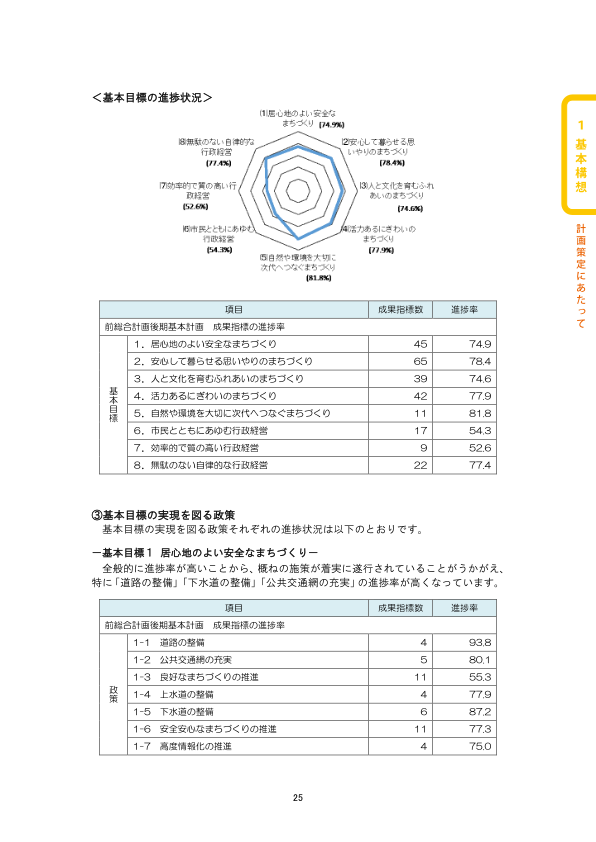 ＜基本目標の進捗状況＞
⑴居心地のよい安全な
まちづくり (74.9%)
⑵安心して暮らせる思
いやりのまちづくり
(78.4%)
⑶人と文化を育むふれ
あいのまちづくり
(74.6%)
⑷活力あるにぎわいの
まちづくり
(77.9%)
⑸自然や環境を大切に
次代へつなぐまちづくり
(81.8%)
⑹市民とともにあゆむ
行政経営
(54.3%)
⑺効率的で質の高い行
政経営
(52.6%)
⑻無駄のない自律的な
行政経営
(77.4%)
項目 成果指標数 進捗率
前総合計画後期基本計画 成果指標の進捗率
基本目標
1．居心地のよい安全なまちづくり 45 74.9
2．安心して暮らせる思いやりのまちづくり 65 78.4
3．人と文化を育むふれあいのまちづくり 39 74.6
4．活力あるにぎわいのまちづくり 42 77.9
5．自然や環境を大切に次代へつなぐまちづくり 11 81.8
6．市民とともにあゆむ行政経営 17 54.3
7．効率的で質の高い行政経営 9 52.6
8．無駄のない自律的な行政経営 22 77.4
③基本目標の実現を図る政策
基本目標の実現を図る政策それぞれの進捗状況は以下のとおりです。
－基本目標１ 居心地のよい安全なまちづくり－
全般的に進捗率が高いことから、概ねの施策が着実に遂行されていることがうかがえ、
特に「道路の整備」「下水道の整備」「公共交通網の充実」の進捗率が高くなっています。
項目 成果指標数 進捗率
前総合計画後期基本計画 成果指標の進捗率
政策
1-1 道路の整備 4 93.8
1-2 公共交通網の充実 5 80.1
1-3 良好なまちづくりの推進 11 55.3
1-4 上水道の整備 4 77.9
1-5 下水道の整備 6 87.2
1-6 安全安心なまちづくりの推進 11 77.3
1-7 高度情報化の推進 4 75.0
1 基本構想
計画策定にあたって
25